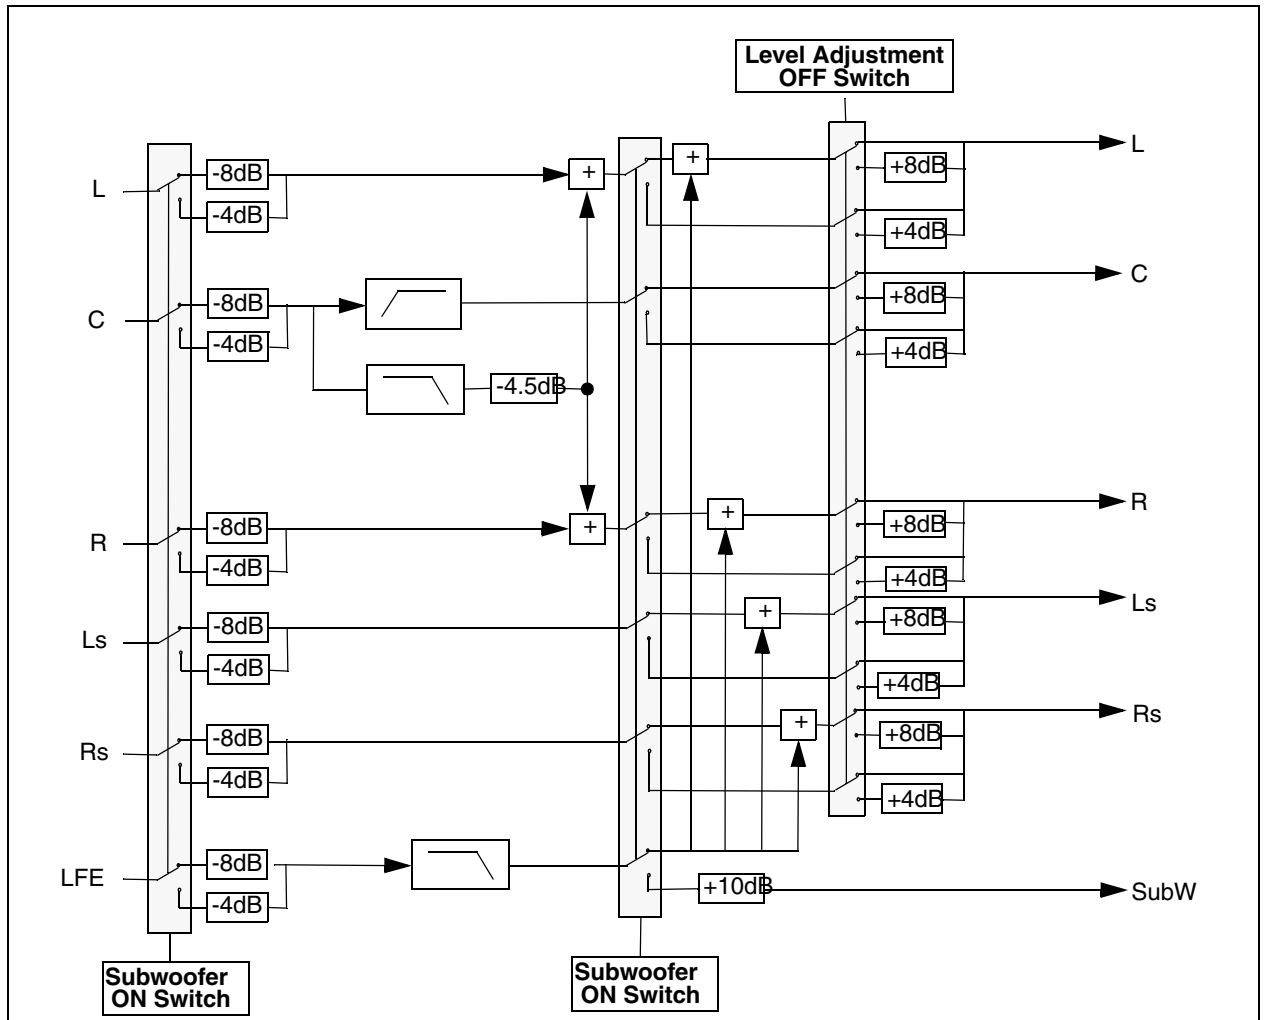 Level Adjustment
OFF Switch
L
-8dB
-4dB
+
+
+8dB
+4dB
L
C
-8dB
-4dB
-4.5dB
+8dB
+4dB
C
R
-8dB
-4dB
+
+
+8dB
+4dB
R
Ls
-8dB
-4dB
+
+8dB
+4dB
Ls
Rs
-8dB
-4dB
+
+8dB
+4dB
Rs
LFE
-8dB
-4dB
+10dB
SubW
Subwoofer
ON Switch
Subwoofer
ON Switch